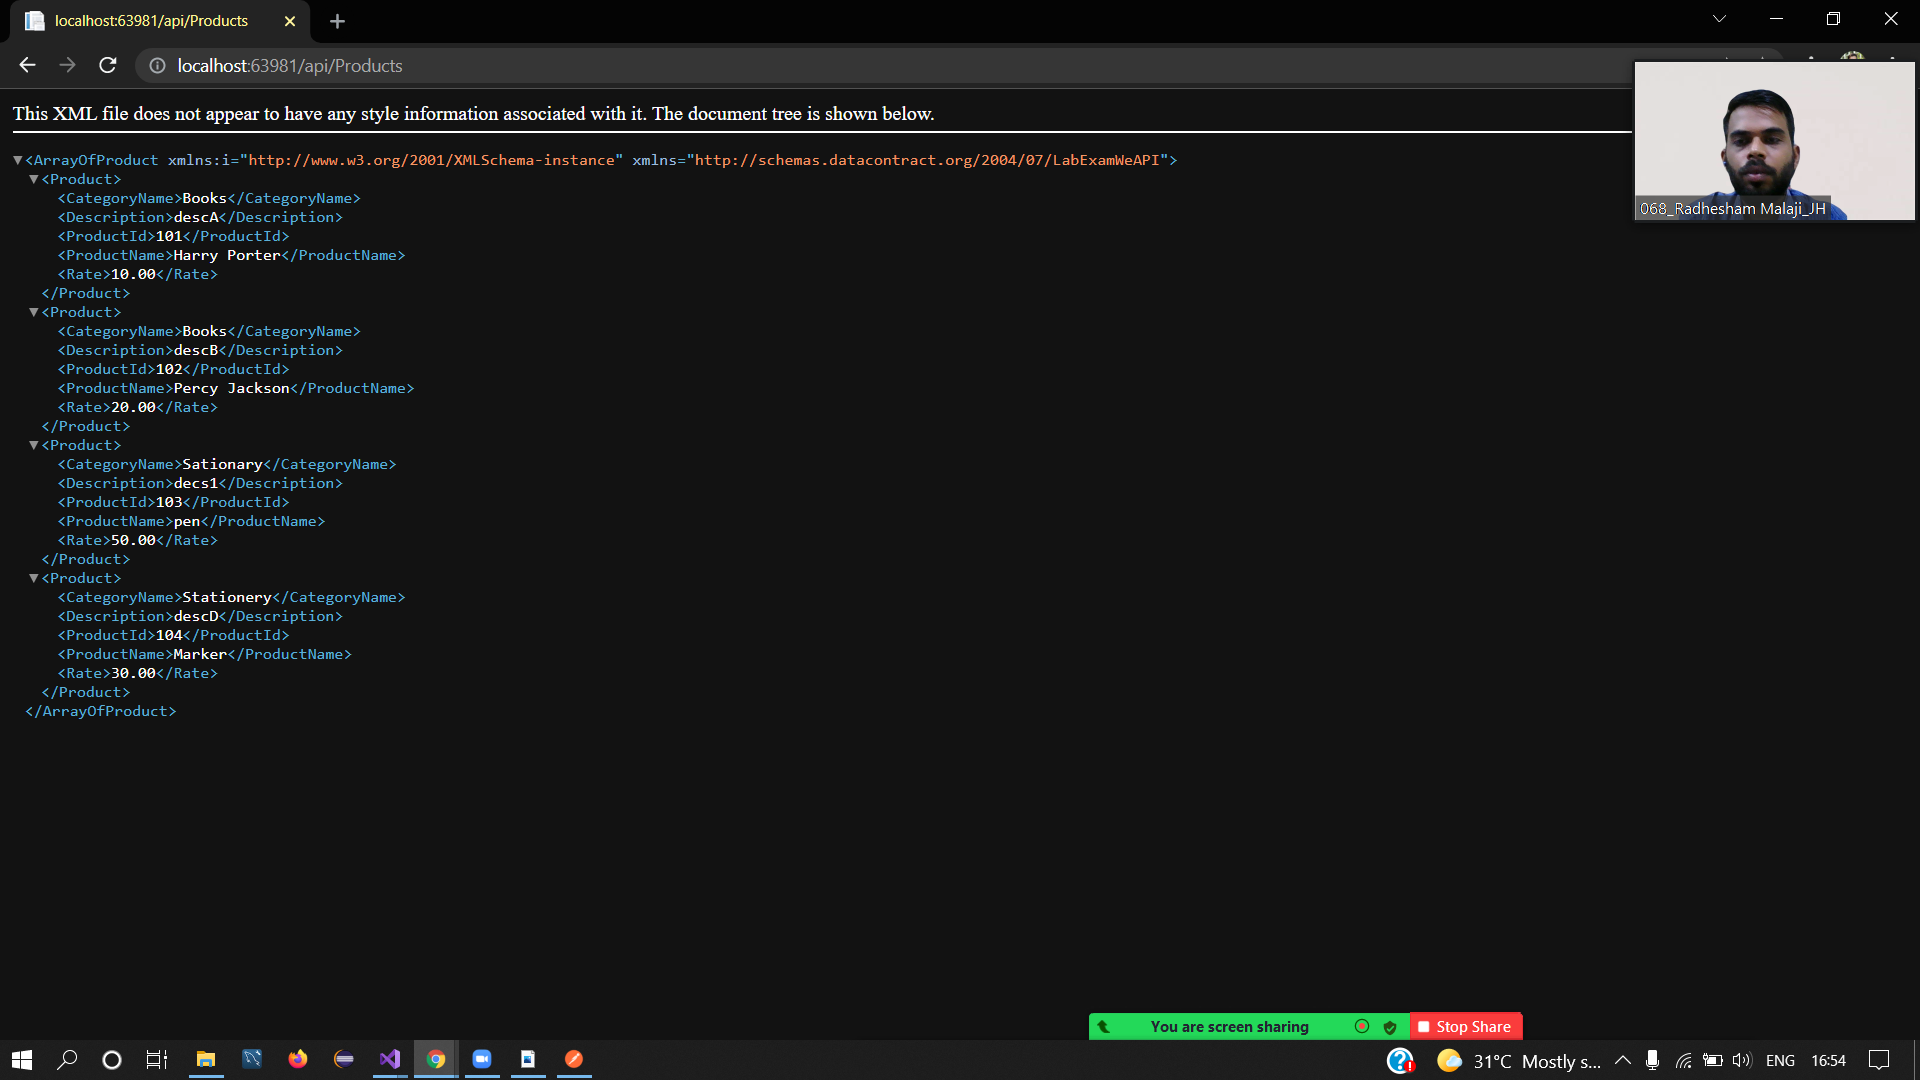 localhost:63981/api/Products
localhost:63981/api/Products
This XML file does not appear to have any style information associated with it. The document tree is shown below.
068_Radhesham Malaji_JH
▼<ArrayOfProduct xmlns:i="http://www.w3.org/2001/XMLSchema-instance" xmlns="http://schemas.datacontract.org/2004/07/LabExamWeAPI">
▼<Product>
<CategoryName>Books</CategoryName>
<Description>descA</Description>
<ProductId>101</ProductId>
<ProductName>Harry Porter</ProductName>
<Rate>10.00</Rate>
</Product>
▼<Product>
<CategoryName>Books</CategoryName>
<Description>descB</Description>
<ProductId>102</ProductId>
<ProductName>Percy Jackson</ProductName>
<Rate>20.00</Rate>
</Product>
▼<Product>
<CategoryName>Sationary</CategoryName>
<Description>decs1</Description>
<ProductId>103</ProductId>
<ProductName>pen</ProductName>
<Rate>50.00</Rate>
</Product>
▼<Product>
<CategoryName>Stationery</CategoryName>
<Description>descD</Description>
<ProductId>104</ProductId>
<ProductName>Marker</ProductName>
<Rate>30.00</Rate>
</Product>
</ArrayOfProduct>
You are screen sharing
Stop Share
31°C Mostly s...
ENG
16:54